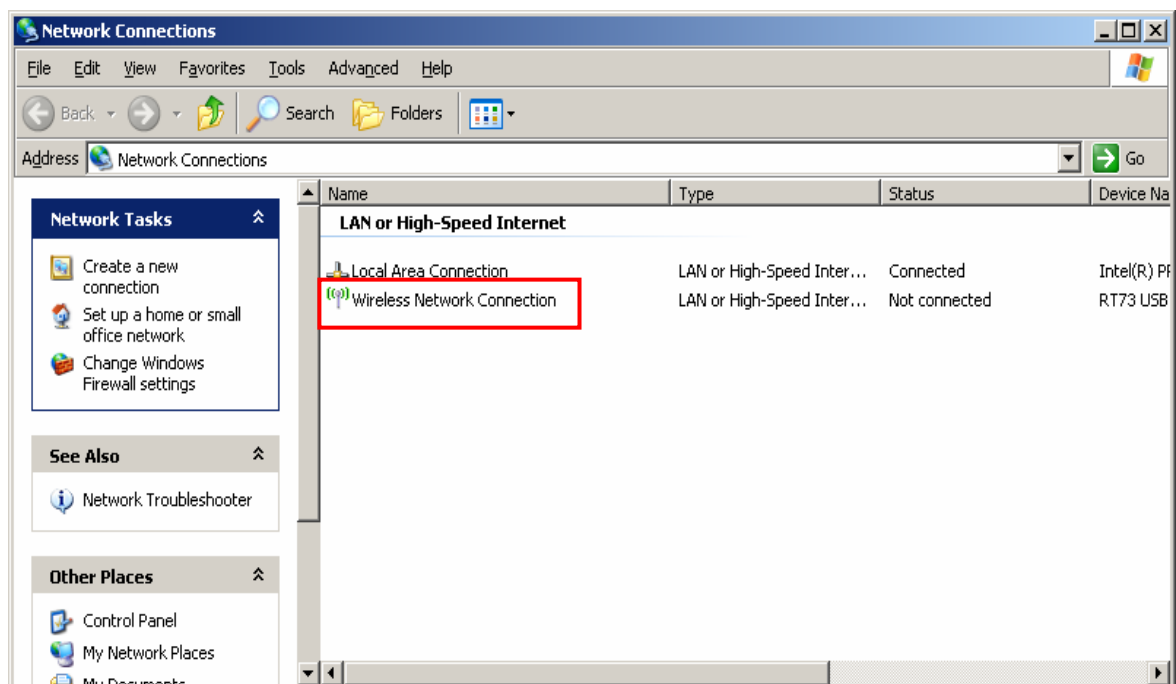 Network Connections
File Edit View Favorites Tools Advanced Help
Back Search Folders
Address Network Connections Go
Network Tasks
Create a new
connection
Set up a home or small
office network
Change Windows
Firewall settings
See Also
Network Troubleshooter
Other Places
Control Panel
My Network Places
My Documents
Name Type Status Device Na
LAN or High-Speed Internet
Local Area Connection LAN or High-Speed Inter... Connected Intel(R) PR
Wireless Network Connection LAN or High-Speed Inter... Not connected RT73 USB